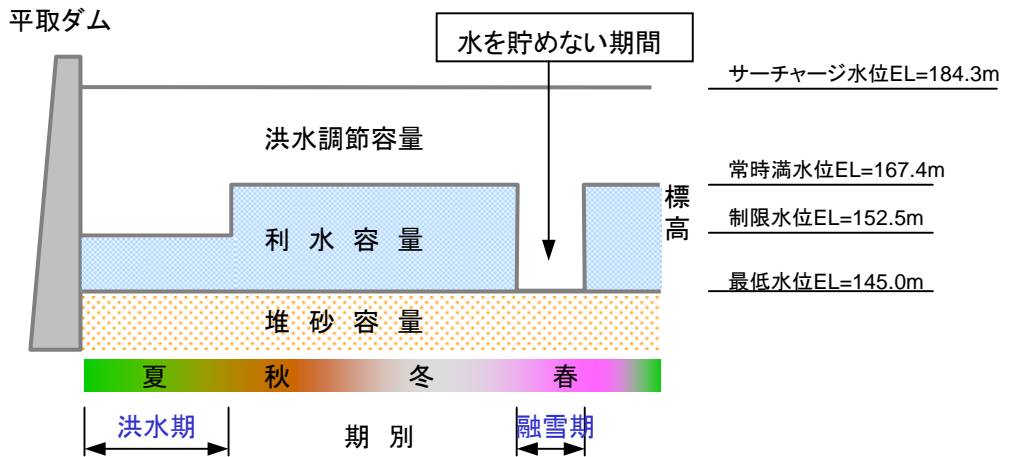 平取ダム
水を貯めない期間
サーチャージ水位EL=184.3m
洪水調節容量
常時満水位EL=167.4m
標高
制限水位EL=152.5m
利水容量
最低水位EL=145.0m
堆砂容量
夏 秋 冬 春
洪水期 期別 融雪期